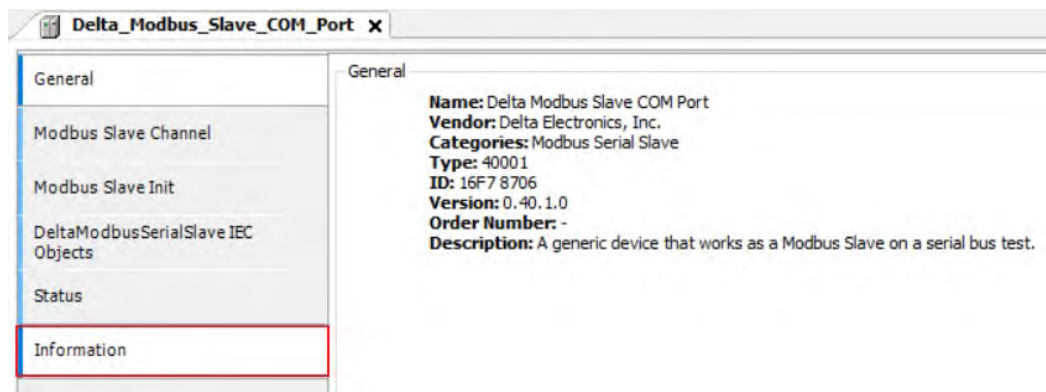 Delta_Modbus_Slave_COM_Port X
General
Modbus Slave Channel
Modbus Slave Init
DeltaModbusSerialSlave IEC
Objects
Status
Information
General
Name: Delta Modbus Slave COM Port
Vendor: Delta Electronics, Inc.
Categories: Modbus Serial Slave
Type: 40001
ID: 16F7 8706
Version: 0.40.1.0
Order Number: -
Description: A generic device that works as a Modbus Slave on a serial bus test.